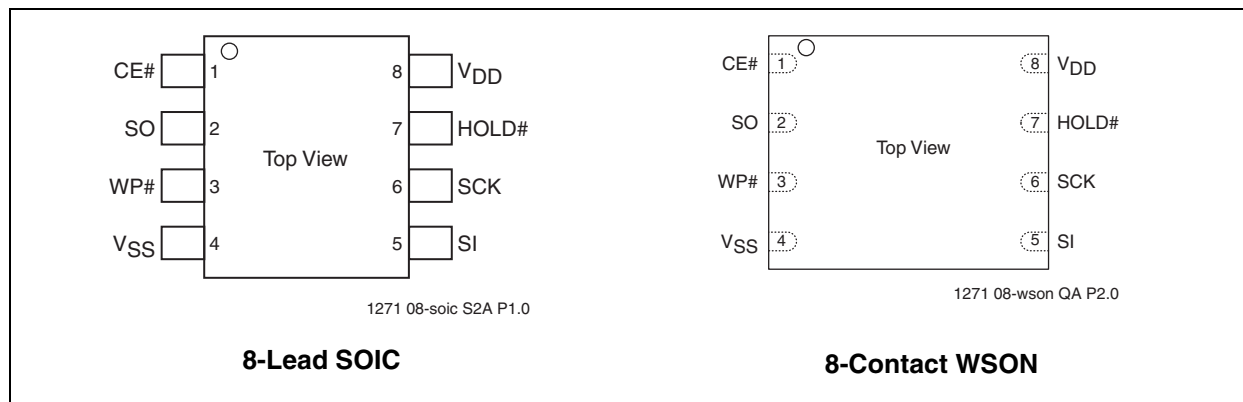 CE# 1 8 VDD
SO 2 7 HOLD#
Top View
WP# 3 6 SCK
VSS 4 5 SI
1271 08-soic S2A P1.0
8-Lead SOIC
CE# 1 8 VDD
SO 2 7 HOLD#
Top View
WP# 3 6 SCK
VSS 4 5 SI
1271 08-wson QA P2.0
8-Contact WSON